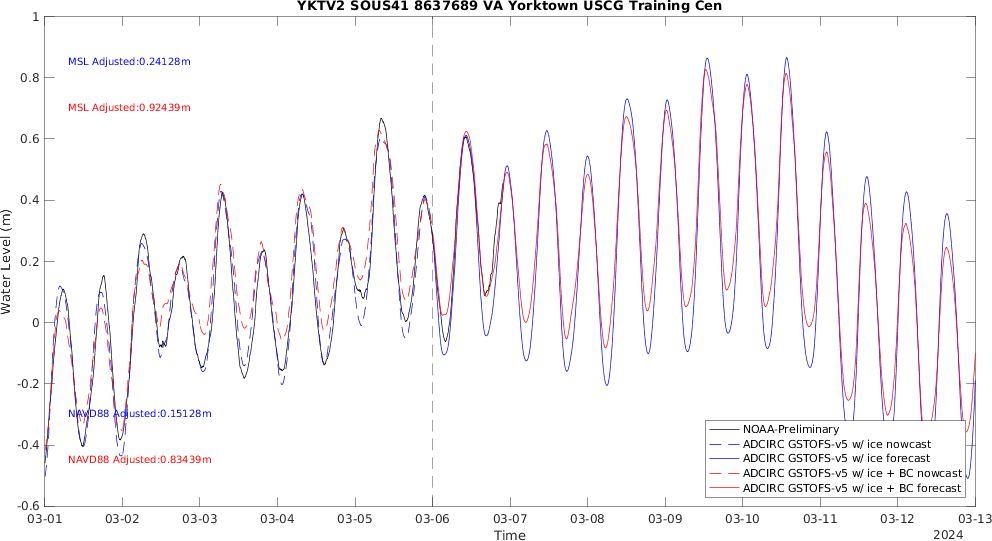 YKTV2 SOUS41 8637689 VA Yorktown USCG Training Cen
1
0.8
0.6
0.4
0.2
0
-0.2
-0.4
-0.6
Water Level (m)
MSL Adjusted:0.24128m
MSL Adjusted:0.92439m
NAVD88 Adjusted:0.15128m
NAVD88 Adjusted:0.83439m
NOAA-Preliminary
ADCIRC GSTOFS-v5 w/ ice nowcast
ADCIRC GSTOFS-v5 w/ ice forecast
ADCIRC GSTOFS-v5 w/ ice + BC nowcast
ADCIRC GSTOFS-v5 w/ ice + BC forecast
03-01 03-02 03-03 03-04 03-05 03-06 03-07 03-08 03-09 03-10 03-11 03-12 03-13
Time
2024